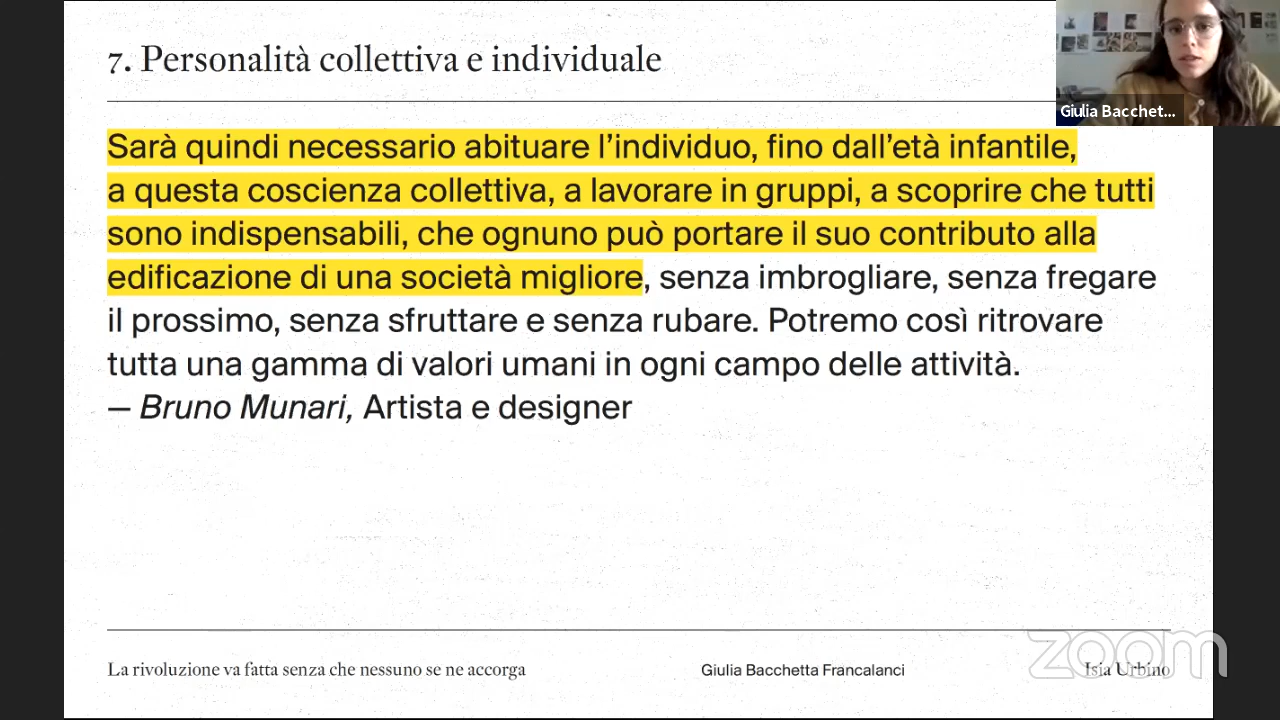 7. Personalità collettiva e individuale
Giulia Bacchet...
Sarà quindi necessario abituare l’individuo, fino dall’età infantile,
a questa coscienza collettiva, a lavorare in gruppi, a scoprire che tutti
sono indispensabili, che ognuno può portare il suo contributo alla
edificazione di una società migliore, senza imbrogliare, senza fregare
il prossimo, senza sfruttare e senza rubare. Potremo così ritrovare
tutta una gamma di valori umani in ogni campo delle attività.
— Bruno Munari, Artista e designer
La rivoluzione va fatta senza che nessuno se ne accorga
Giulia Bacchetta Francalanci
Isia Urbino
zoom